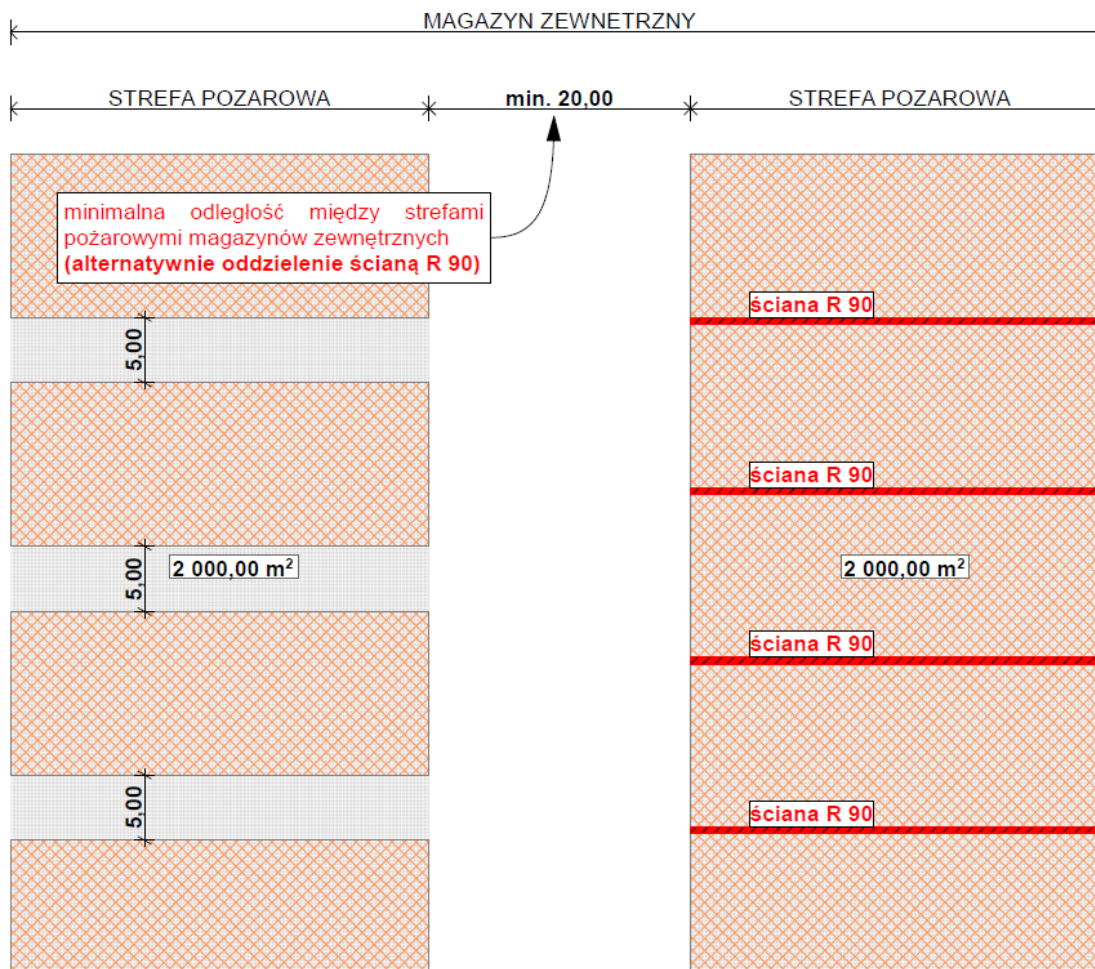 MAGAZYN ZEWNETRZNY
STREFA POZAROWA
min. 20,00
STREFA POZAROWA
minimalna odległość między strefami
pożarowymi magazynów zewnętrznych
(alternatywnie oddzielenie ścianą R 90)
ściana R 90
5,00
ściana R 90
5,00
2 000,00 m²
2 000,00 m²
ściana R 90
5,00
ściana R 90